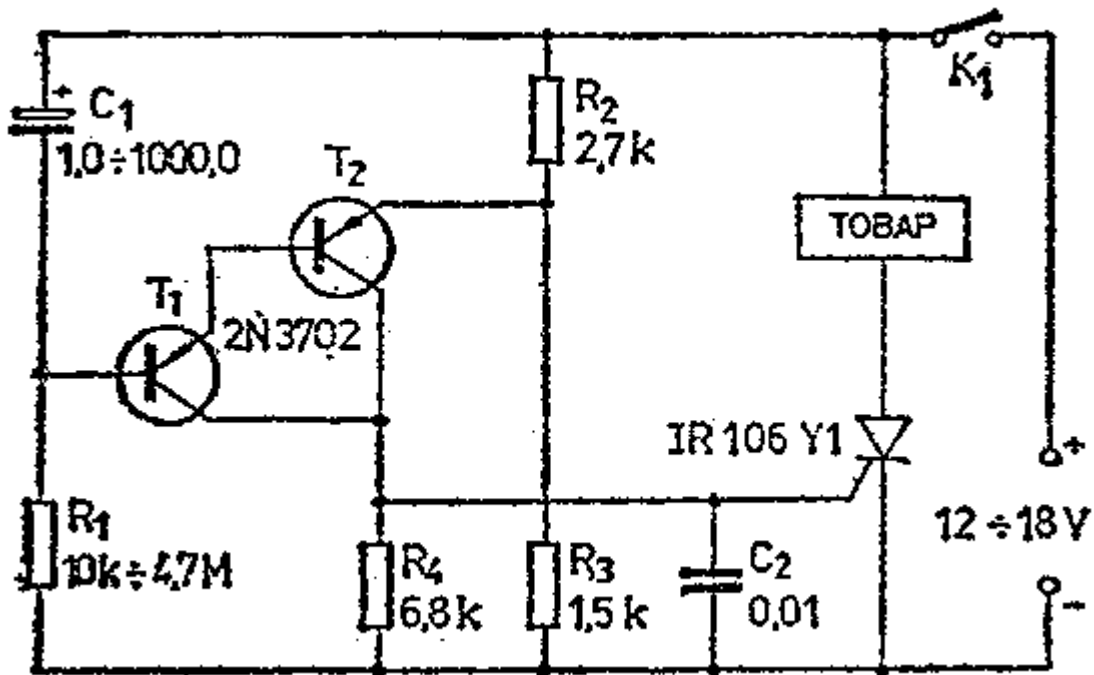 C1
1,0÷1000,0
T2
R2
2,7k
K1
ТОВАР
T1
2N3702
IR 106 Y1
+
12÷18V
-
R1
10k÷4,7M
R4
6,8k
R3
1,5k
C2
0,01